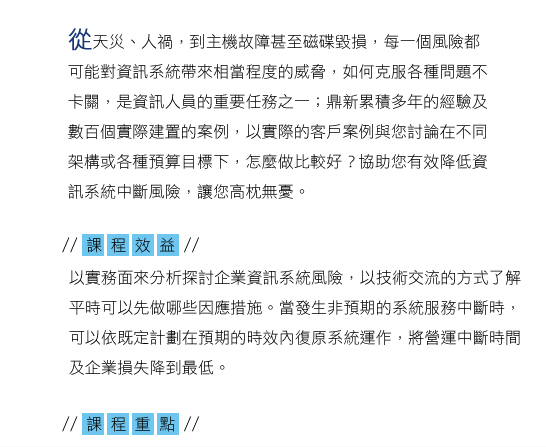 從天災、人禍，到主機故障甚至磁碟毀損，每一個風險都
可能對資訊系統帶來相當程度的威脅，如何克服各種問題不
卡關，是資訊人員的重要任務之一；鼎新累積多年的經驗及
數百個實際建置的案例，以實際的客戶案例與您討論在不同
架構或各種預算目標下，怎麼做比較好？協助您有效降低資
訊系統中斷風險，讓您高枕無憂。
// 課程效益 //
以實務面來分析探討企業資訊系統風險，以技術交流的方式了解
平時可以先做哪些因應措施。當發生非預期的系統服務中斷時，
可以依既定計劃在預期的時效內復原系統運作，將營運中斷時間
及企業損失降到最低。
// 課程重點 //